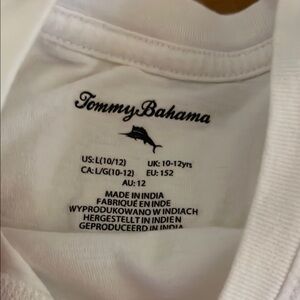 Tommy Bahama
US:L(10/12) UK: 10-12yrs
CA:L/G(10-12) EU: 152
AU: 12
MADE IN INDIA
FABRIQUÉ EN INDE
WYPRODUKOWANO W INDIACH
HERGESTELLT IN INDIEN
GEPRODUCEERD IN INDIA